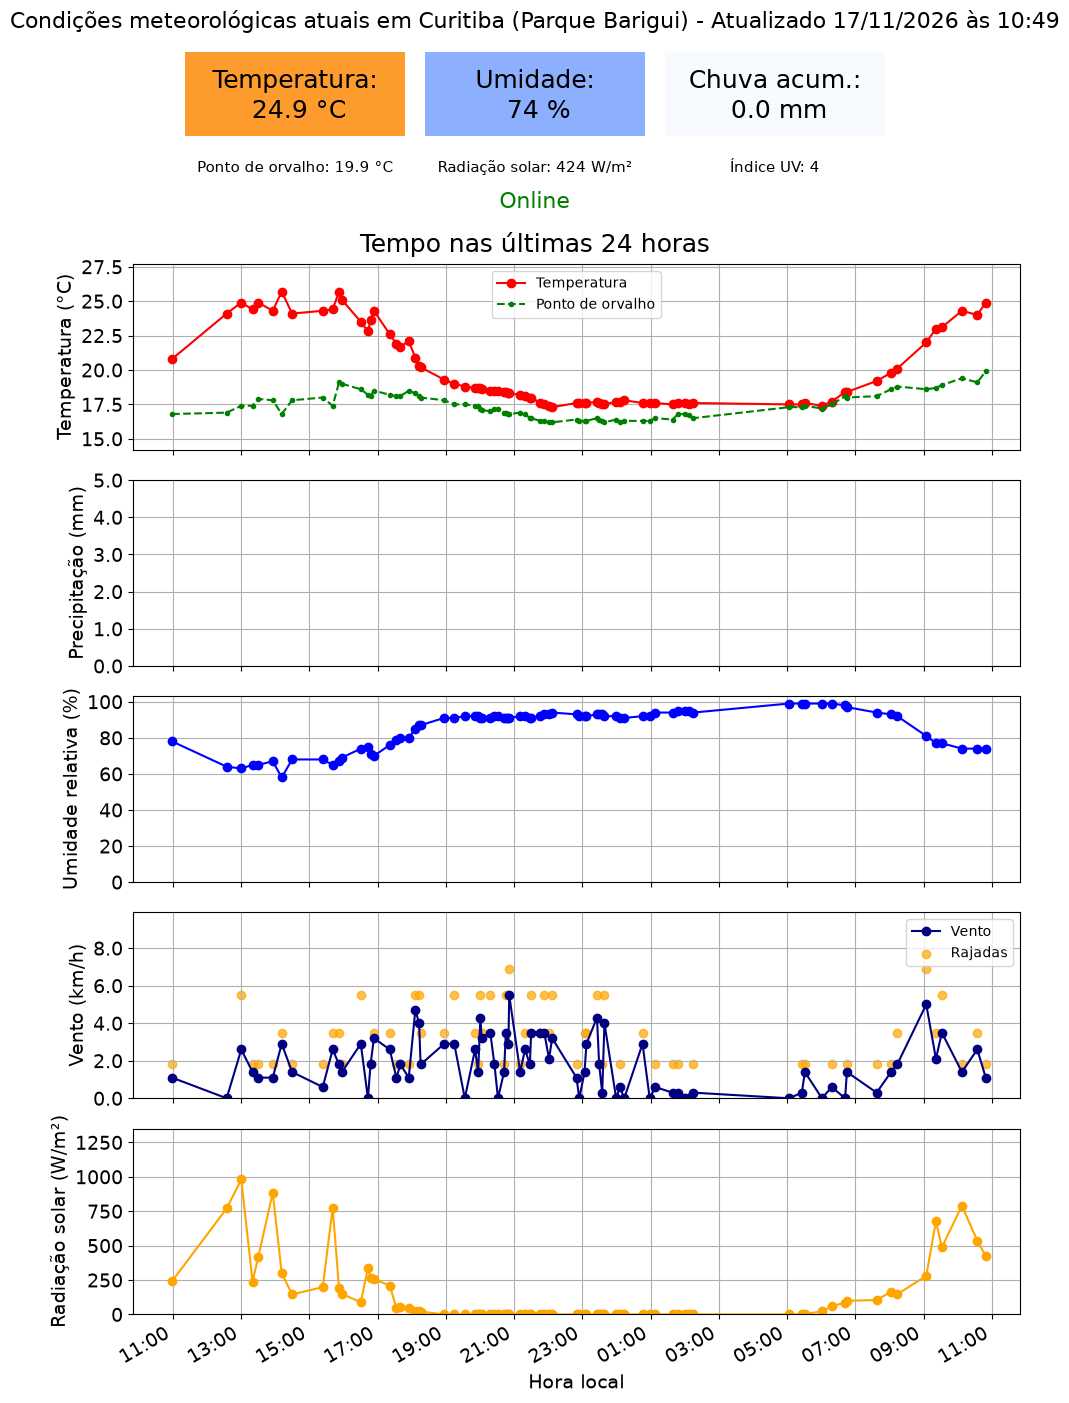 Condições meteorológicas atuais em Curitiba (Parque Barigui) - Atualizado 17/11/2026 às 10:49
Temperatura:
24.9 °C
Umidade:
74 %
Chuva acum.:
0.0 mm
Ponto de orvalho: 19.9 °C
Radiação solar: 424 W/m²
Índice UV: 4
Online
Tempo nas últimas 24 horas
Temperatura (°C)
27.5
25.0
22.5
20.0
17.5
15.0
Temperatura
Ponto de orvalho
Precipitação (mm)
5.0
4.0
3.0
2.0
1.0
0.0
Umidade relativa (%)
100
80
60
40
20
0
Vento (km/h)
8.0
6.0
4.0
2.0
0.0
Vento
Rajadas
Radiação solar (W/m²)
1250
1000
750
500
250
0
11:00
13:00
15:00
17:00
19:00
21:00
23:00
01:00
03:00
05:00
07:00
09:00
11:00
Hora local